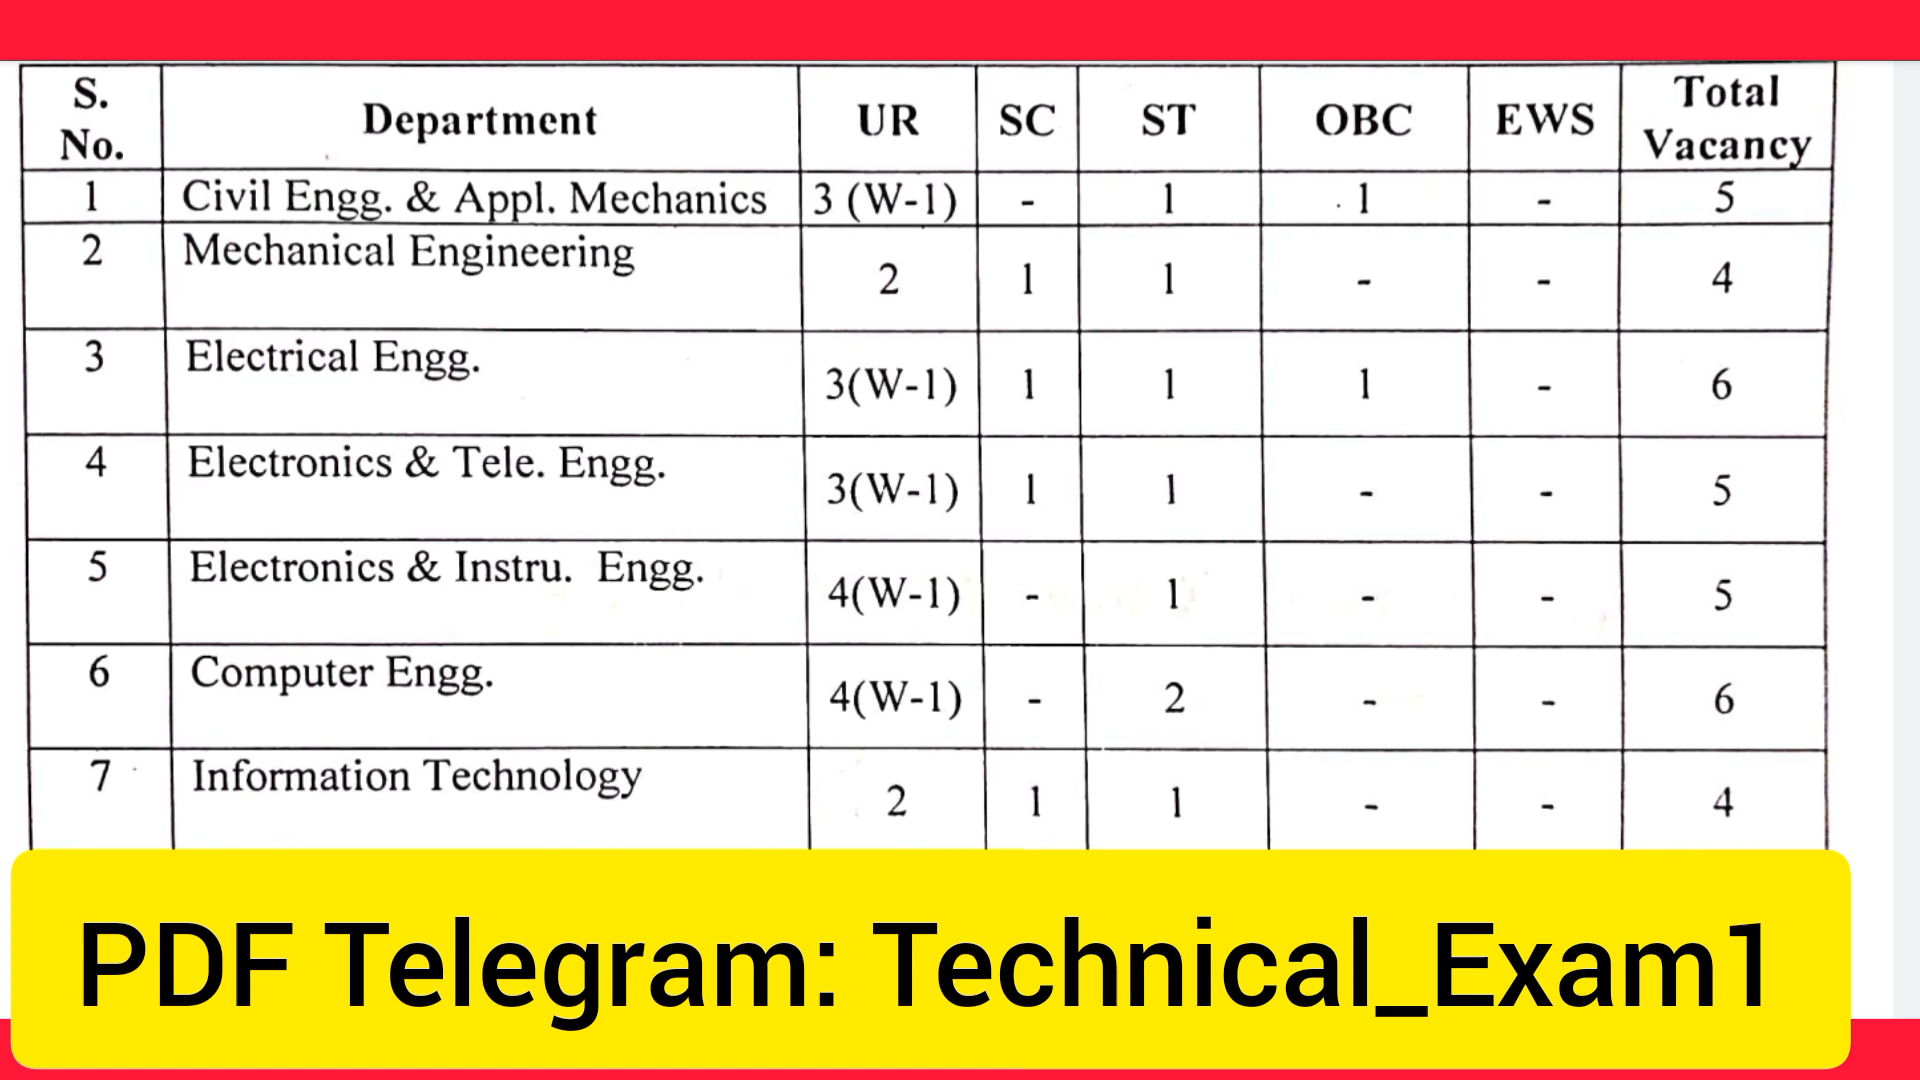 S. No. Department UR SC ST OBC EWS Total Vacancy
1 Civil Engg. & Appl. Mechanics 3 (W-1) - 1 1 - 5
2 Mechanical Engineering 2 1 1 - - 4
3 Electrical Engg. 3(W-1) 1 1 1 - 6
4 Electronics & Tele. Engg. 3(W-1) 1 1 - - 5
5 Electronics & Instru. Engg. 4(W-1) - 1 - - 5
6 Computer Engg. 4(W-1) - 2 - - 6
7 Information Technology 2 1 1 - - 4
PDF Telegram: Technical_Exam1